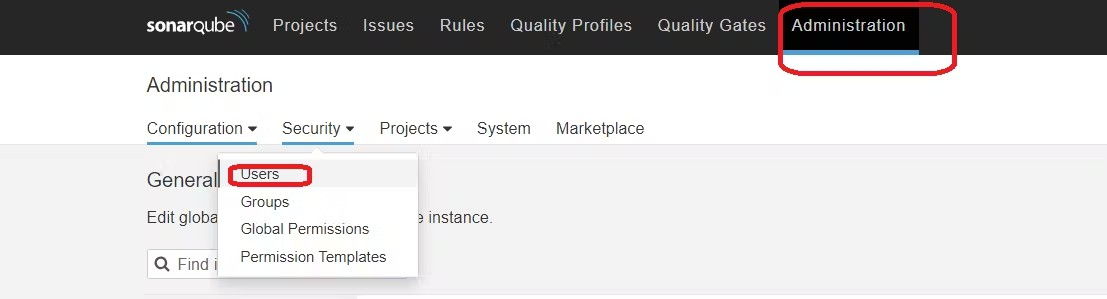 sonarqube Projects Issues Rules Quality Profiles Quality Gates Administration
Administration
Configuration Security Projects System Marketplace
General
Users
Edit globa
e instance.
Groups
Global Permissions
Permission Templates
Find i